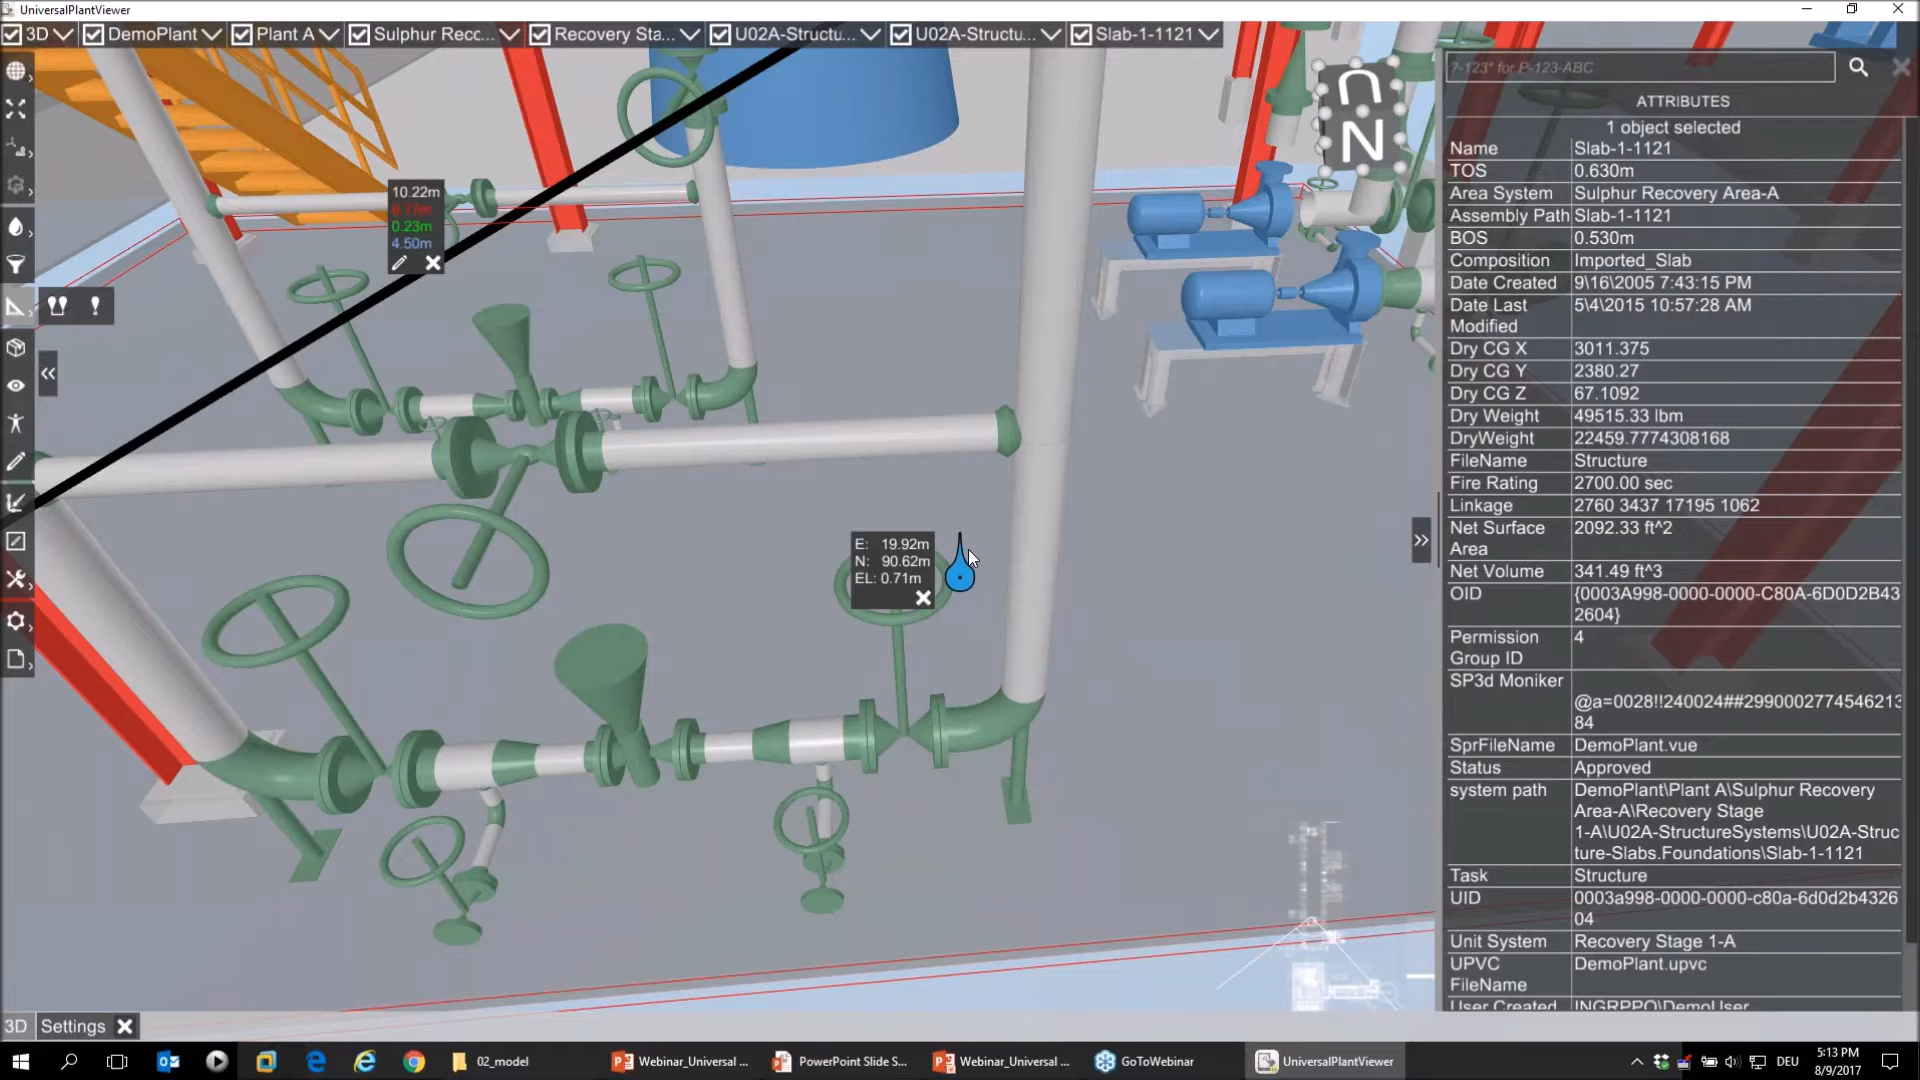 UniversalPlantViewer
3D DemoPlant Plant A Sulphur Recc... Recovery Sta... U02A-Structu... U02A-Structu... Slab-1-1121
?-123* for P-123-ABC
ATTRIBUTES
1 object selected
Name Slab-1-1121
TOS 0.630m
Area System Sulphur Recovery Area-A
Assembly Path Slab-1-1121
BOS 0.530m
Composition Imported_Slab
Date Created 9\16\2005 7:43:15 PM
Date Last Modified 5\4\2015 10:57:28 AM
Dry CG X 3011.375
Dry CG Y 2380.27
Dry CG Z 67.1092
Dry Weight 49515.33 lbm
DryWeight 22459.7774308168
FileName Structure
Fire Rating 2700.00 sec
Linkage 2760 3437 17195 1062
Net Surface Area 2092.33 ft^2
Net Volume 341.49 ft^3
OID {0003A998-0000-0000-C80A-6D0D2B43
2604}
Permission Group ID 4
SP3d Moniker
@a=0028!!240024##2990002774546213
84
SprFileName DemoPlant.vue
Status Approved
system path DemoPlant\Plant A\Sulphur Recovery
Area-A\Recovery Stage
1-A\U02A-StructureSystems\U02A-Struc
ture-Slabs.Foundations\Slab-1-1121
Task Structure
UID 0003a998-0000-0000-c80a-6d0d2b4326
04
Unit System Recovery Stage 1-A
UPVC FileName DemoPlant.upvc
User Created INGRPPO\DemoUser
U
N
10.22m
0.23m
4.50m
E: 19.92m
N: 90.62m
EL: 0.71m
3D Settings
02_model
Webinar_Universal ...
PowerPoint Slide S...
Webinar_Universal ...
GoToWebinar
UniversalPlantViewer
DEU
5:13 PM
8/9/2017